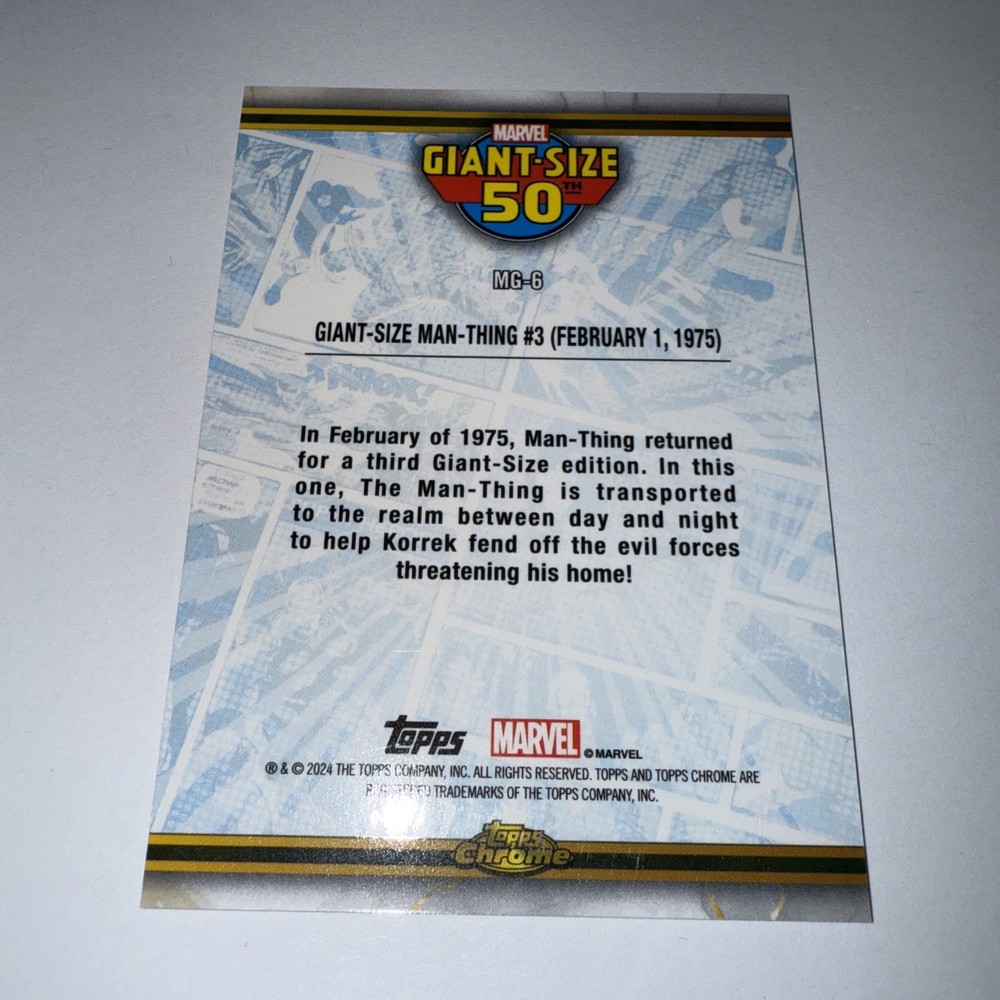 MARVEL
GIANT-SIZE
50TH
MG-6
GIANT-SIZE MAN-THING #3 (FEBRUARY 1, 1975)
In February of 1975, Man-Thing returned
for a third Giant-Size edition. In this
one, The Man-Thing is transported
to the realm between day and night
to help Korrek fend off the evil forces
threatening his home!
Topps MARVEL © MARVEL
® & © 2024 THE TOPPS COMPANY, INC. ALL RIGHTS RESERVED. TOPPS AND TOPPS CHROME ARE
REGISTERED TRADEMARKS OF THE TOPPS COMPANY, INC.
Topps
Chrome